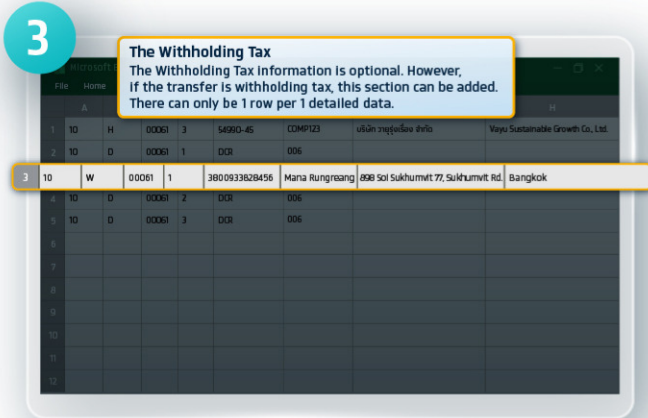 3
The Withholding Tax
The Withholding Tax information is optional. However,
if the transfer is withholding tax, this section can be added.
There can only be 1 row per 1 detailed data.
Microsoft
File Home
A H
1 10 H 00061 3 54990-45 COMP123 บริษัท วายุรุ่งเรือง จำกัด Vayu Sustainable Growth Co., Ltd.
2 10 D 00061 1 DCR 006
3 10 W 00061 1 3800933828456 Mana Rungreang 898 Soi Sukhumvit 77, Sukhumvit Rd. Bangkok
4 10 D 00061 2 DCR 006
5 10 D 00061 3 DCR 006
6
7
8
9
10
11
12